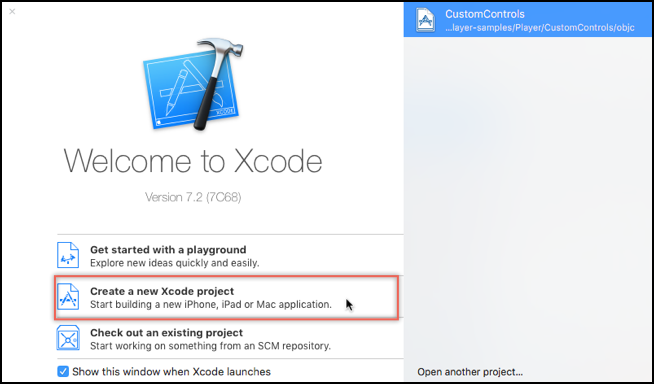 CustomControls
...layer-samples/Player/CustomControls/objc
XCODE
Welcome to Xcode
Version 7.2 (7C68)
Get started with a playground
Explore new ideas quickly and easily.
Create a new Xcode project
Start building a new iPhone, iPad or Mac application.
Check out an existing project
Start working on something from an SCM repository.
Show this window when Xcode launches
Open another project...